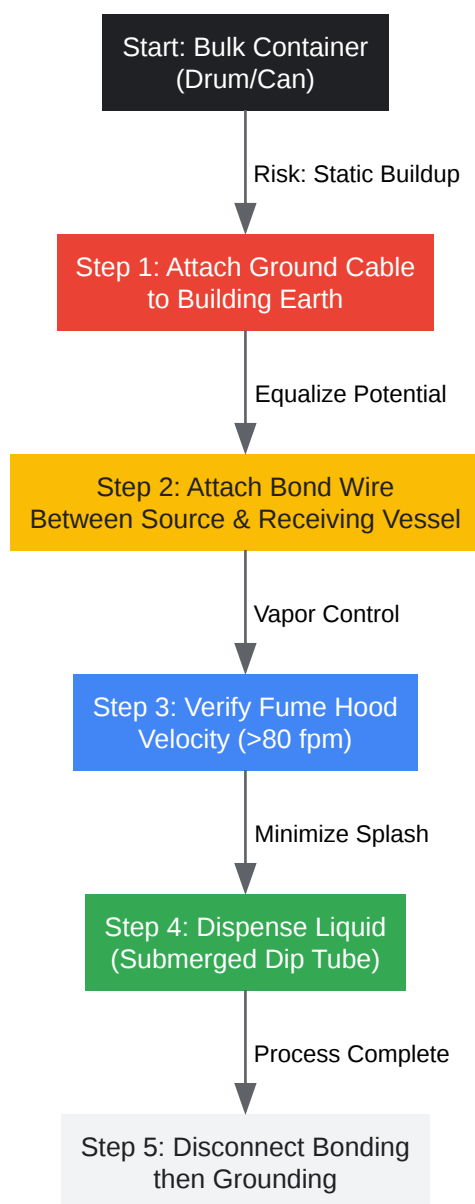 Start: Bulk Container
(Drum/Can)
Risk: Static Buildup
Step 1: Attach Ground Cable
to Building Earth
Equalize Potential
Step 2: Attach Bond Wire
Between Source & Receiving Vessel
Vapor Control
Step 3: Verify Fume Hood
Velocity (>80 fpm)
Minimize Splash
Step 4: Dispense Liquid
(Submerged Dip Tube)
Process Complete
Step 5: Disconnect Bonding
then Grounding